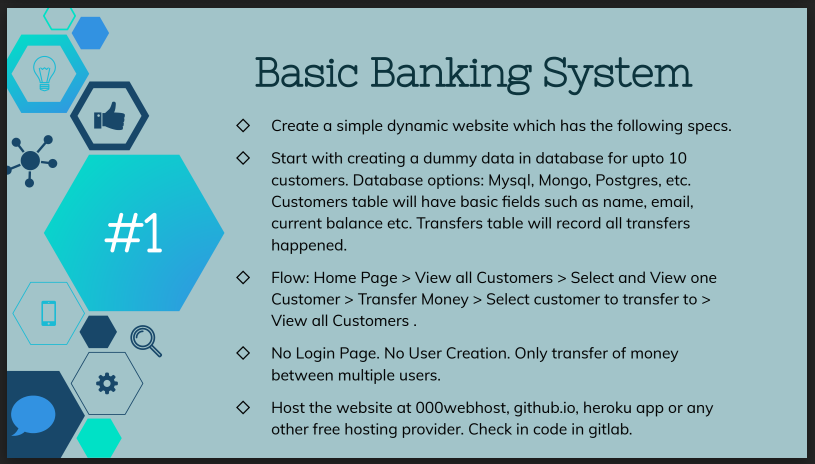 Basic Banking System
#1
Create a simple dynamic website which has the following specs.
Start with creating a dummy data in database for upto 10
customers. Database options: Mysql, Mongo, Postgres, etc.
Customers table will have basic fields such as name, email,
current balance etc. Transfers table will record all transfers
happened.
Flow: Home Page > View all Customers > Select and View one
Customer > Transfer Money > Select customer to transfer to >
View all Customers .
No Login Page. No User Creation. Only transfer of money
between multiple users.
Host the website at 000webhost, github.io, heroku app or any
other free hosting provider. Check in code in gitlab.